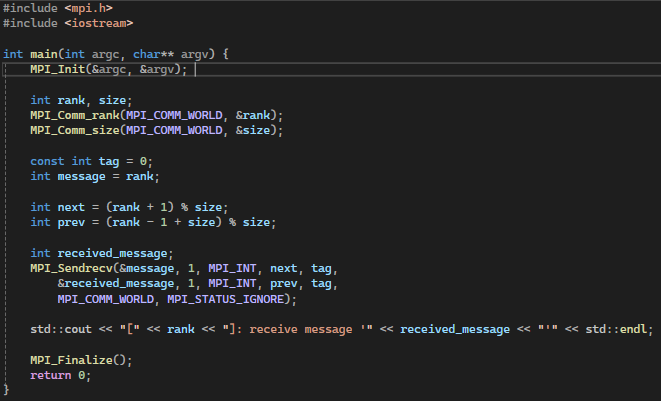 #include <mpi.h>
#include <iostream>

int main(int argc, char** argv) {
    MPI_Init(&argc, &argv);

    int rank, size;
    MPI_Comm_rank(MPI_COMM_WORLD, &rank);
    MPI_Comm_size(MPI_COMM_WORLD, &size);

    const int tag = 0;
    int message = rank;

    int next = (rank + 1) % size;
    int prev = (rank - 1 + size) % size;

    int received_message;
    MPI_Sendrecv(&message, 1, MPI_INT, next, tag,
        &received_message, 1, MPI_INT, prev, tag,
        MPI_COMM_WORLD, MPI_STATUS_IGNORE);

    std::cout << "[" << rank << "]: receive message '" << received_message << "'" << std::endl;

    MPI_Finalize();
    return 0;
}